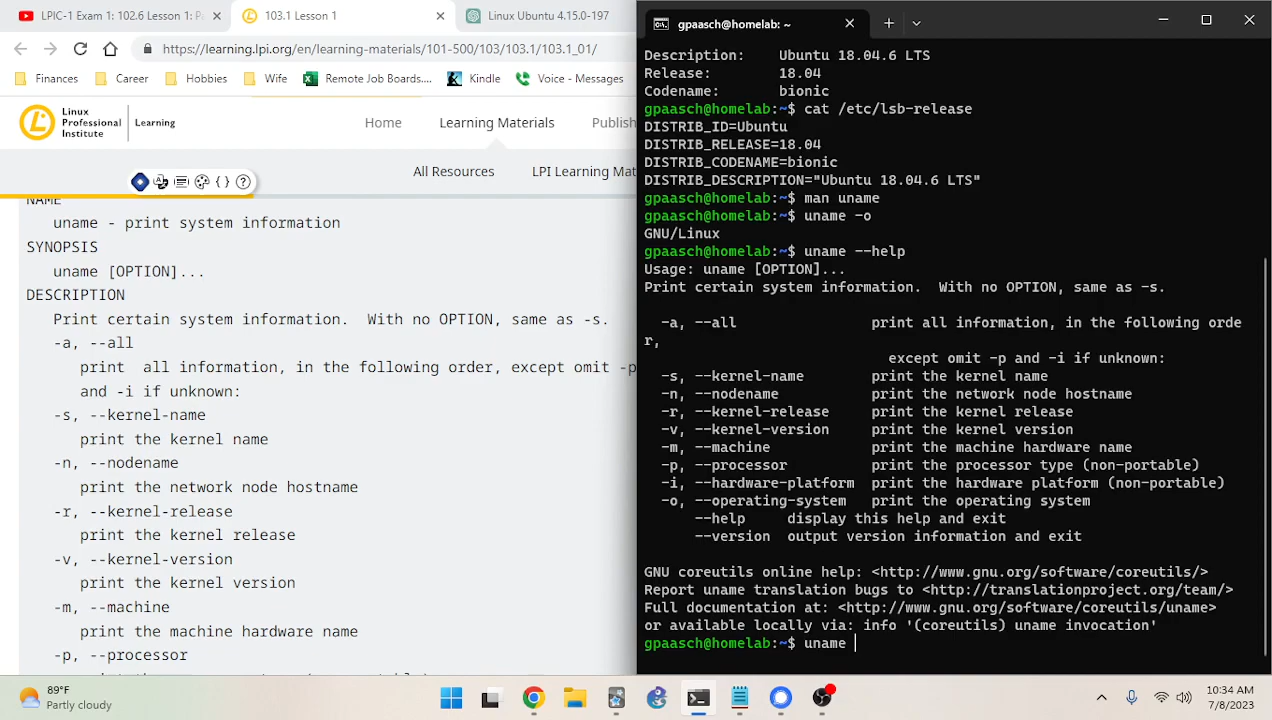 LPIC-1 Exam 1: 102.6 Lesson 1: Pa
103.1 Lesson 1
Linux Ubuntu 4.15.0-197
https://learning.lpi.org/en/learning-materials/101-500/103/103.1/103.1_01/
Finances
Career
Hobbies
Wife
Remote Job Boards....
Kindle
Voice - Messages
Linux
Professional
Institute
Learning
Home
Learning Materials
Publish
All Resources
LPI Learning Mat
NAME
uname - print system information
SYNOPSIS
uname [OPTION]...
DESCRIPTION
Print certain system information.  With no OPTION, same as -s.
-a, --all
print  all information, in the following order, except omit -p
and -i if unknown:
-s, --kernel-name
print the kernel name
-n, --nodename
print the network node hostname
-r, --kernel-release
print the kernel release
-v, --kernel-version
print the kernel version
-m, --machine
print the machine hardware name
-p, --processor
gpaasch@homelab: ~
Description:    Ubuntu 18.04.6 LTS
Release:        18.04
Codename:       bionic
gpaasch@homelab:~$ cat /etc/lsb-release
DISTRIB_ID=Ubuntu
DISTRIB_RELEASE=18.04
DISTRIB_CODENAME=bionic
DISTRIB_DESCRIPTION="Ubuntu 18.04.6 LTS"
gpaasch@homelab:~$ man uname
gpaasch@homelab:~$ uname -o
GNU/Linux
gpaasch@homelab:~$ uname --help
Usage: uname [OPTION]...
Print certain system information.  With no OPTION, same as -s.
-a, --all                print all information, in the following orde
r,
except omit -p and -i if unknown:
-s, --kernel-name        print the kernel name
-n, --nodename           print the network node hostname
-r, --kernel-release     print the kernel release
-v, --kernel-version     print the kernel version
-m, --machine            print the machine hardware name
-p, --processor          print the processor type (non-portable)
-i, --hardware-platform  print the hardware platform (non-portable)
-o, --operating-system   print the operating system
--help     display this help and exit
--version  output version information and exit
GNU coreutils online help: <http://www.gnu.org/software/coreutils/>
Report uname translation bugs to <http://translationproject.org/team/>
Full documentation at: <http://www.gnu.org/software/coreutils/uname>
or available locally via: info '(coreutils) uname invocation'
gpaasch@homelab:~$ uname
89°F
Partly cloudy
10:34 AM
7/8/2023